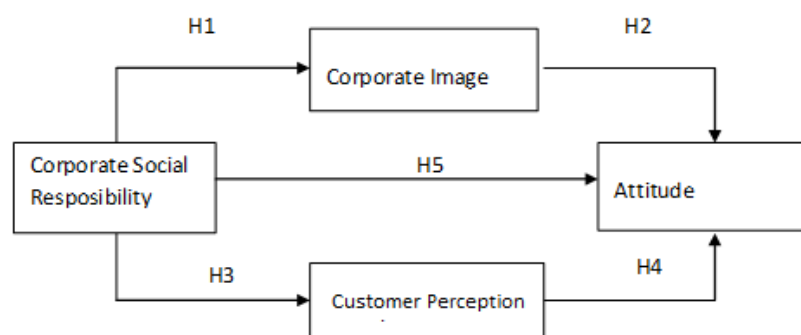 H1
H2
Corporate Image
Corporate Social
Resposibility
H5
Attitude
H3
H4
Customer Perception